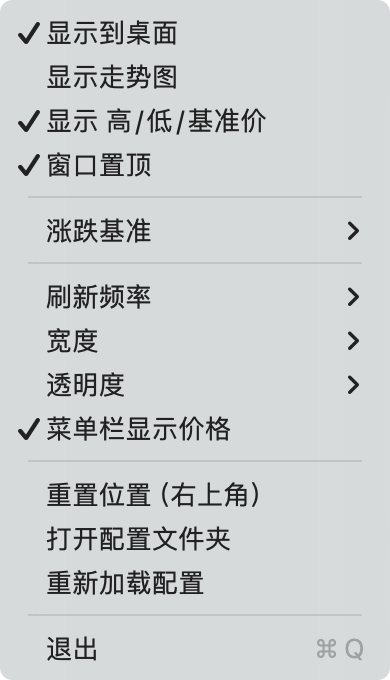 ✓ 显示到桌面
显示走势图
✓ 显示 高/低/基准价
✓ 窗口置顶
涨跌基准 >
刷新频率 >
宽度 >
透明度 >
✓ 菜单栏显示价格
重置位置 (右上角)
打开配置文件夹
重新加载配置
退出 ⌘ Q